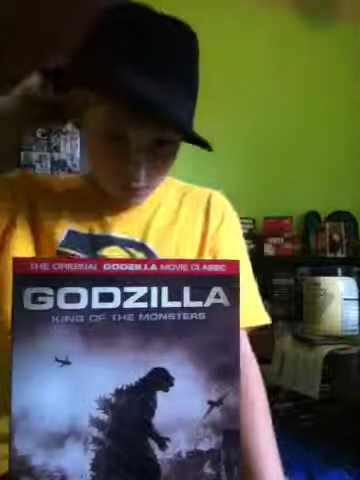 THE ORIGINAL GODZILLA MOVIE CLASSIC
GODZILLA
KING OF THE MONSTERS